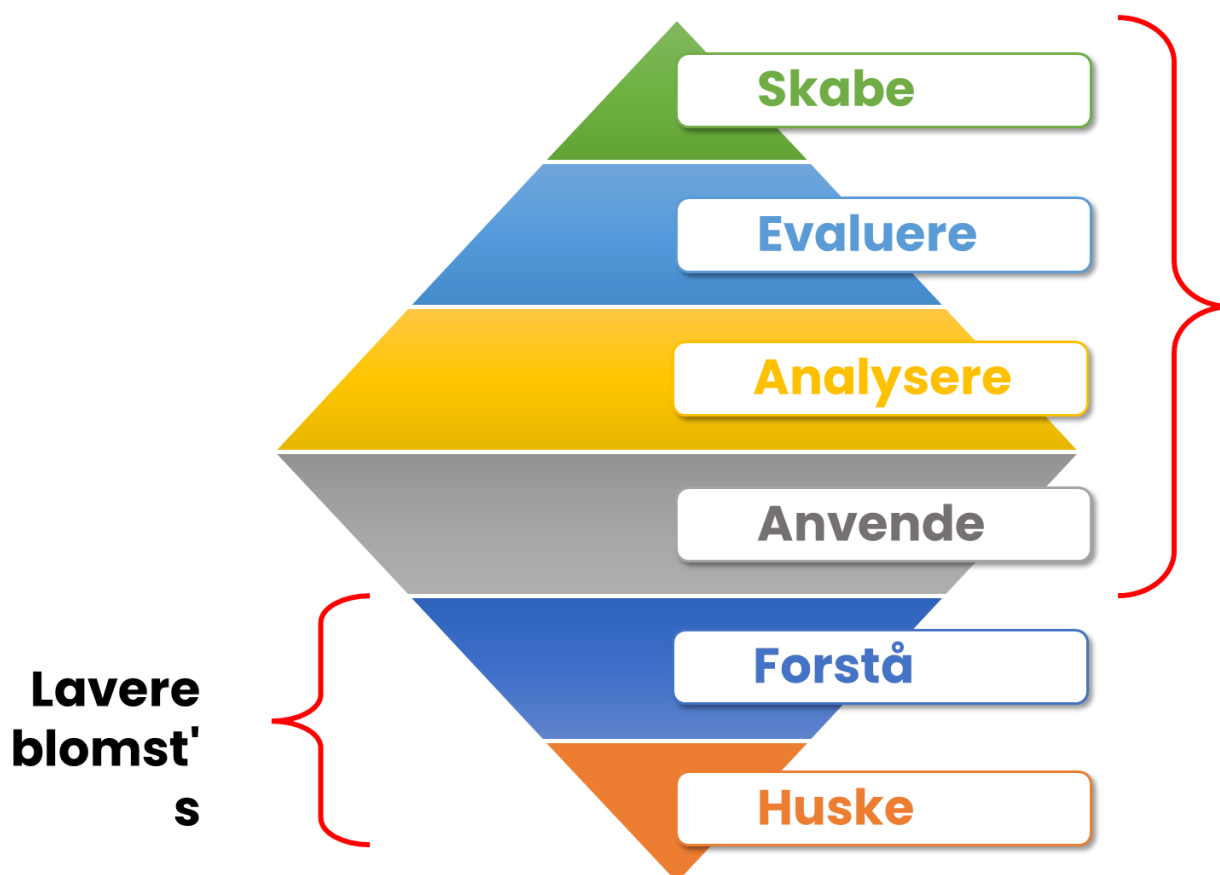 Skabe
Evaluere
Analysere
Anvende
Forstå
Huske
Lavere
blomst'
s